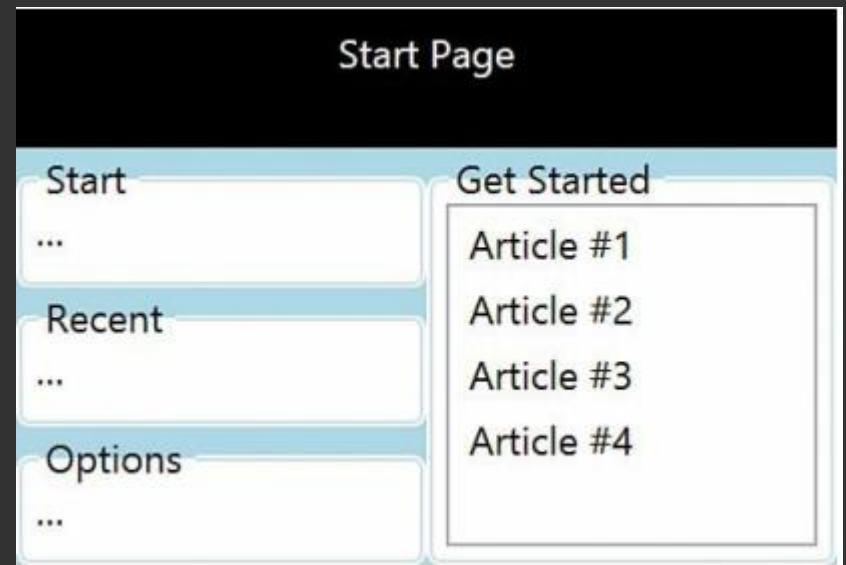 Start Page
Start
...
Recent
...
Options
...
Get Started
Article #1
Article #2
Article #3
Article #4